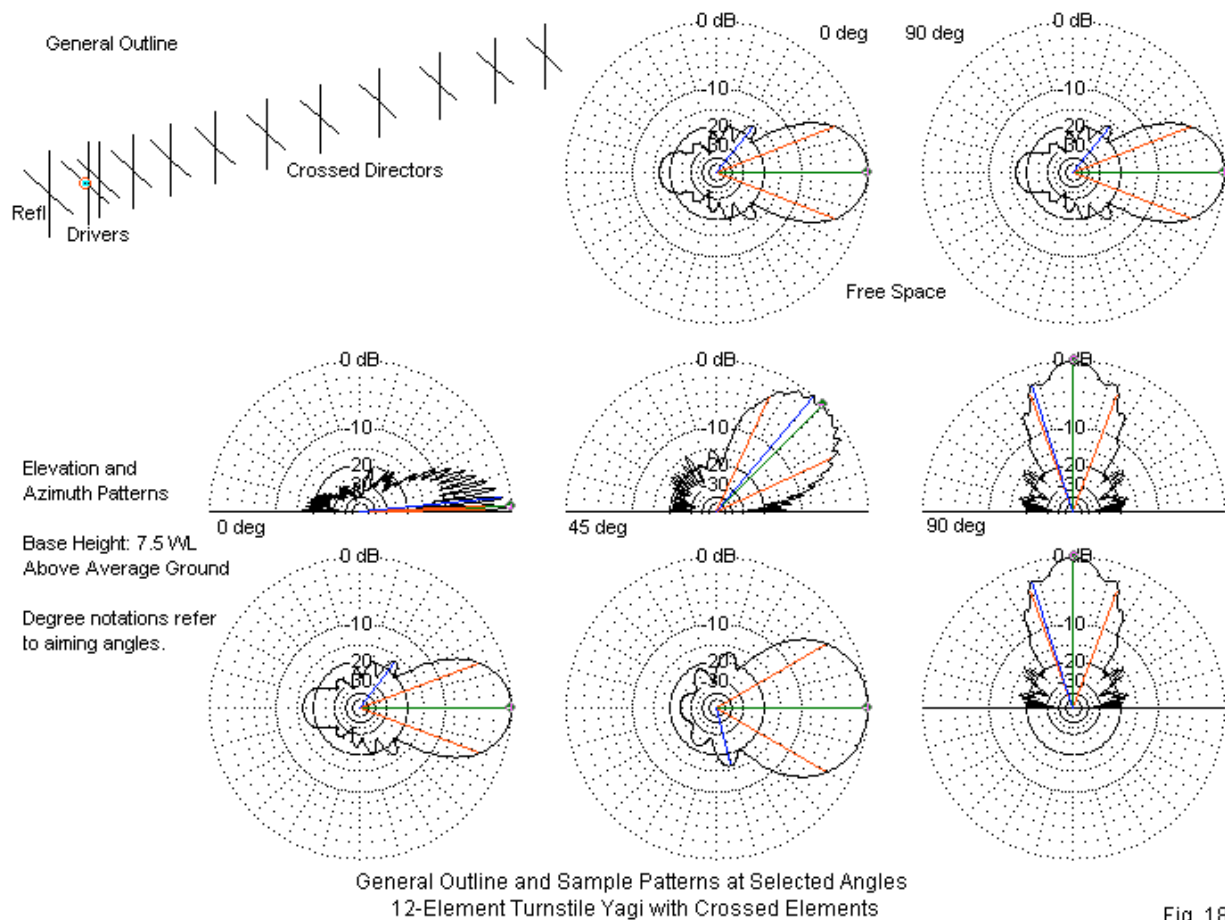 General Outline
Refl
Drivers
Crossed Directors
0 dB
-10
20
30
0 deg
90 deg
0 dB
-10
20
30
Free Space
Elevation and
Azimuth Patterns
Base Height: 7.5 WL
Above Average Ground
Degree notations refer
to aiming angles.
0 dB
-10
20
30
0 deg
0 dB
-10
20
30
45 deg
0 dB
-10
20
30
90 deg
0 dB
-10
20
-30
0 dB
-10
20
-30
0 dB
-10
20
-30
General Outline and Sample Patterns at Selected Angles
12-Element Turnstile Yagi with Crossed Elements
Fig. 18